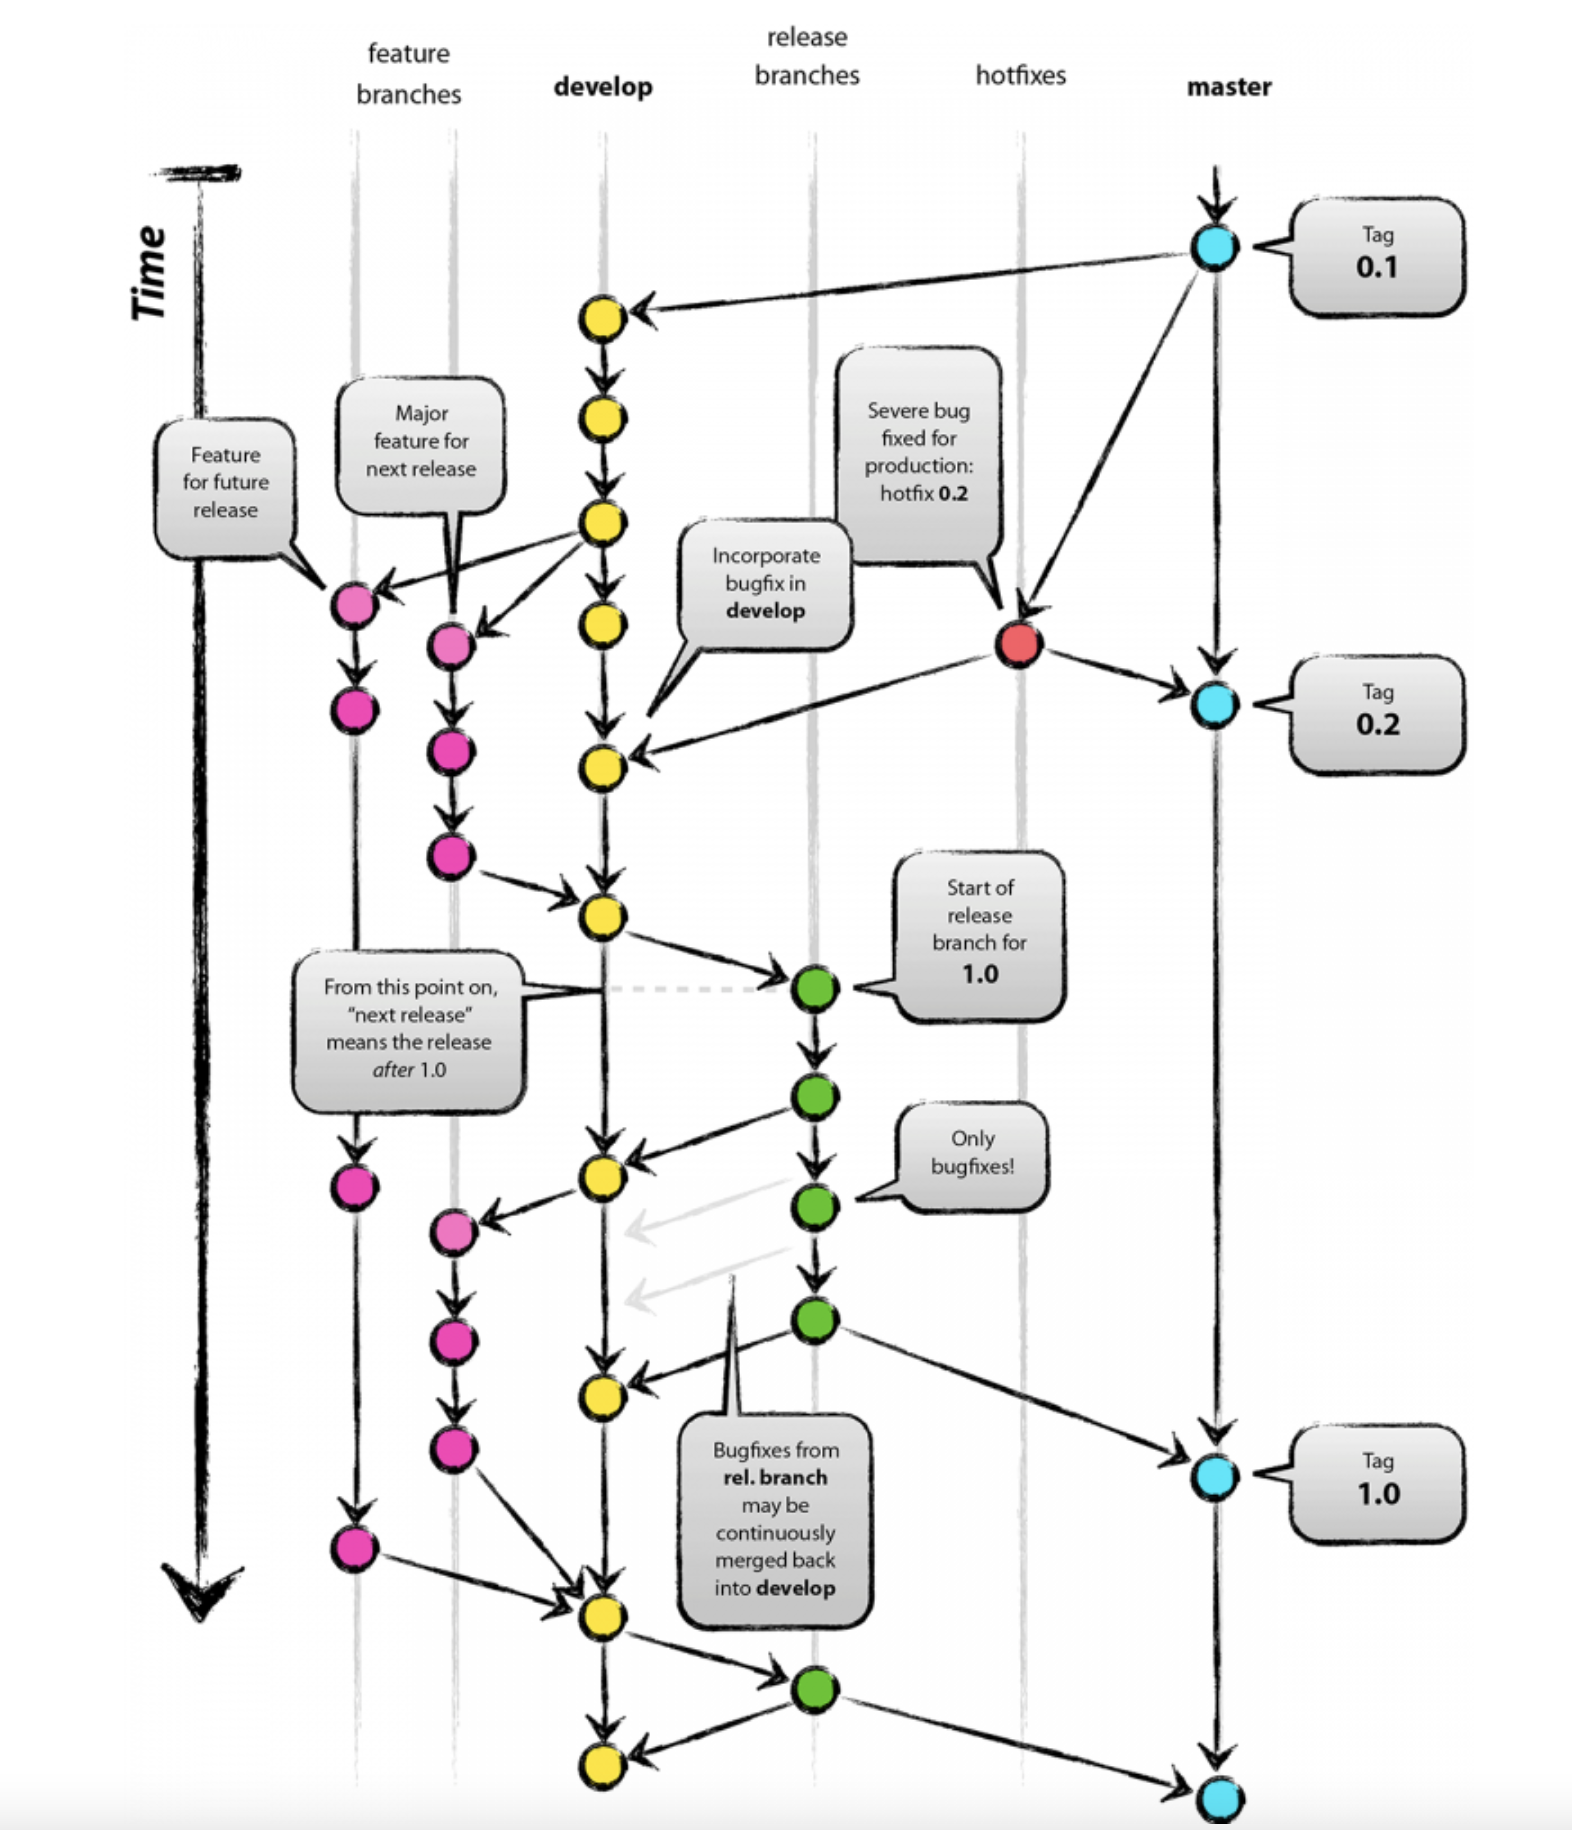 feature
branches
develop
release
branches
hotfixes
master
Time
Tag
0.1
Feature
for future
release
Major
feature for
next release
Severe bug
fixed for
production:
hotfix 0.2
Incorporate
bugfix in
develop
Tag
0.2
Start of
release
branch for
1.0
From this point on,
“next release”
means the release
after 1.0
Only
bugfixes!
Bugfixes from
rel. branch
may be
continuously
merged back
into develop
Tag
1.0